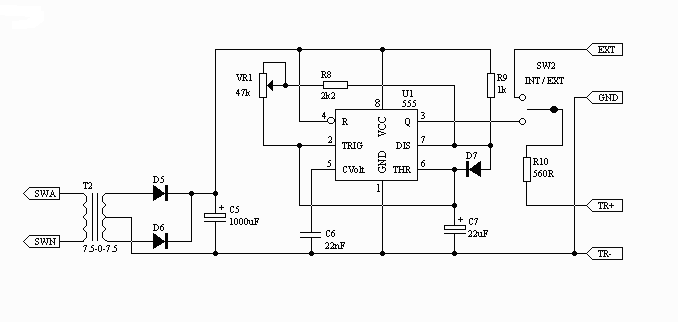 EXT
SW2
INT / EXT
GND
VR1
47k
R8
2k2
R9
1k
U1
555
8
4
R
VCC
Q
3
2
TRIG
DIS
7
5
CVolt
GND
THR
6
1
D7
R10
560R
T2
D5
SWA
+
C5
1000uF
TR+
D6
SWN
7.5-0-7.5
C6
22nF
+
C7
22uF
TR-